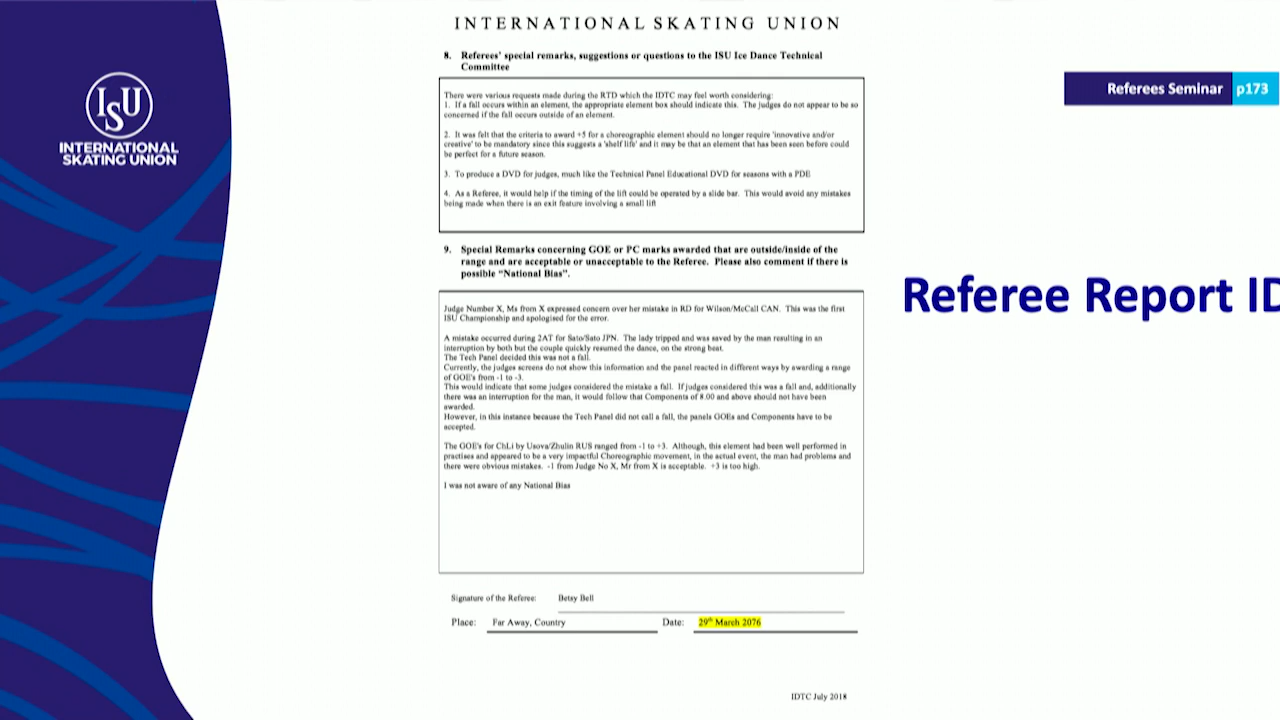 INTERNATIONAL SKATING UNION
8. Referees' special remarks, suggestions or questions to the ISU Ice Dance Technical
Committee
There were various requests made during the RTD which the IDTC may feel worth considering:
1. If a fall occurs within an element, the appropriate element box should indicate this. The judges do not appear to be so
concerned if the fall occurs outside of an element.
2. It was felt that the criteria to award +5 for a choreographic element should no longer require 'innovative and/or
creative' to be mandatory since this suggests a 'shelf life' and it may be that an element that has been seen before could
be perfect for a future season.
3. To produce a DVD for judges, much like the Technical Panel Educational DVD for seasons with a PDE
4. As a Referee, it would help if the timing of the lift could be operated by a slide bar. This would avoid any mistakes
being made when there is an exit feature involving a small lift
9. Special Remarks concerning GOE or PC marks awarded that are outside/inside of the
range and are acceptable or unacceptable to the Referee. Please also comment if there is
possible “National Bias”.
Judge Number X, Ms from X expressed concern over her mistake in RD for Wilson/McCall CAN. This was the first
ISU Championship and apologised for the error.
A mistake occurred during 2AT for Sato/Sato JPN. The lady tripped and was saved by the man resulting in an
interruption by both but the couple quickly resumed the dance, on the strong beat.
The Tech Panel decided this was not a fall.
Currently, the judges screens do not show this information and the panel reacted in different ways by awarding a range
of GOE's from -1 to -3.
This would indicate that some judges considered the mistake a fall. If judges considered this was a fall and, additionally
there was an interruption for the man, it would follow that Components of 8.00 and above should not have been
awarded.
However, in this instance because the Tech Panel did not call a fall, the panels GOEs and Components have to be
accepted.
The GOE's for ChLi by Usova/Zhulin RUS ranged from -1 to +3. Although, this element had been well performed in
practises and appeared to be a very impactful Choreographic movement, in the actual event, the man had problems and
there were obvious mistakes. -1 from Judge No X, Mr from X is acceptable. +3 is too high.
I was not aware of any National Bias
Signature of the Referee: Betsy Bell
Place: Far Away, Country Date: 29th March 2076
IDTC July 2018
ISU
INTERNATIONAL
SKATING UNION
Referees Seminar p173
Referee Report ID